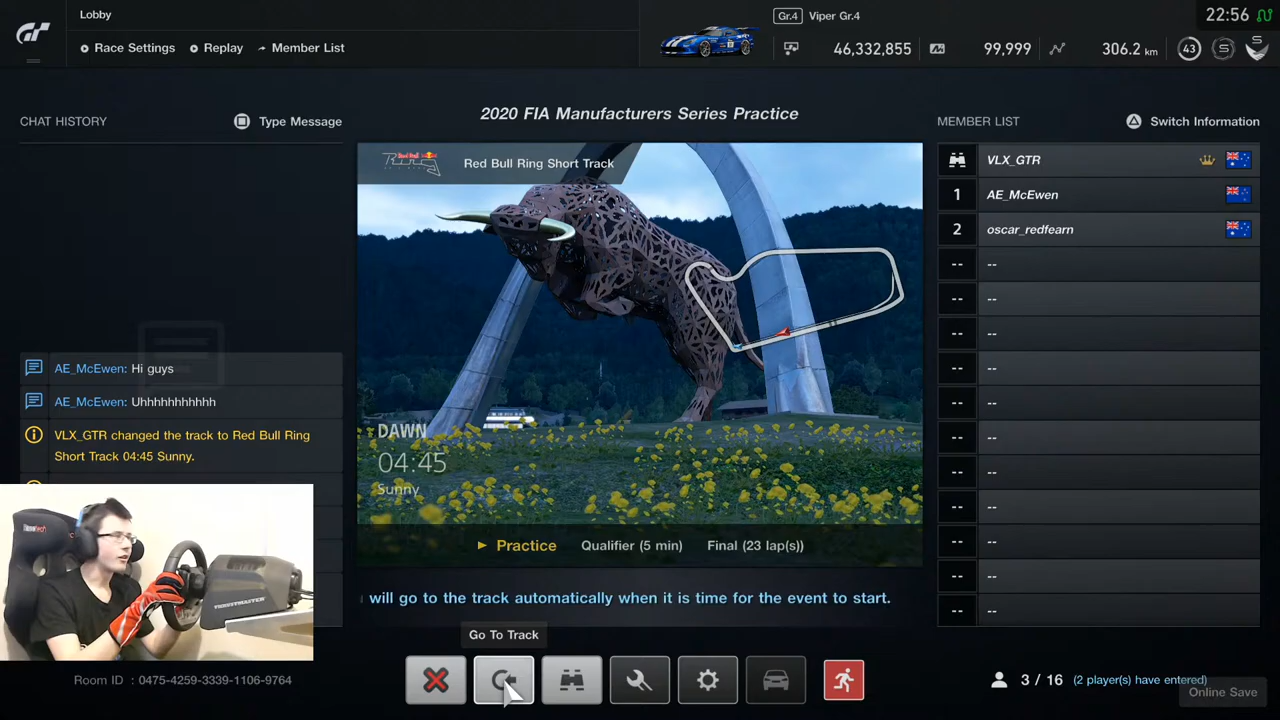 Lobby
Gr.4 Viper Gr.4
22:56
Race Settings Replay Member List
46,332,855 99,999 306.2 km 43 S S
CHAT HISTORY Type Message
2020 FIA Manufacturers Series Practice
MEMBER LIST Switch Information
Red Bull Ring Short Track
VLX_GTR
1 AE_McEwen
2 oscar_redfearn
-- --
-- --
-- --
-- --
-- --
-- --
-- --
-- --
-- --
-- --
-- --
AE_McEwen: Hi guys
AE_McEwen: Uhhhhhhhhhh
VLX_GTR changed the track to Red Bull Ring
Short Track 04:45 Sunny.
DAWN
04:45
Sunny
Practice Qualifier (5 min) Final (23 lap(s))
will go to the track automatically when it is time for the event to start.
THRUSTMASTER
Go To Track
Room ID : 0475-4259-3339-1106-9764
3 / 16 (2 player(s) have entered)
Online Save